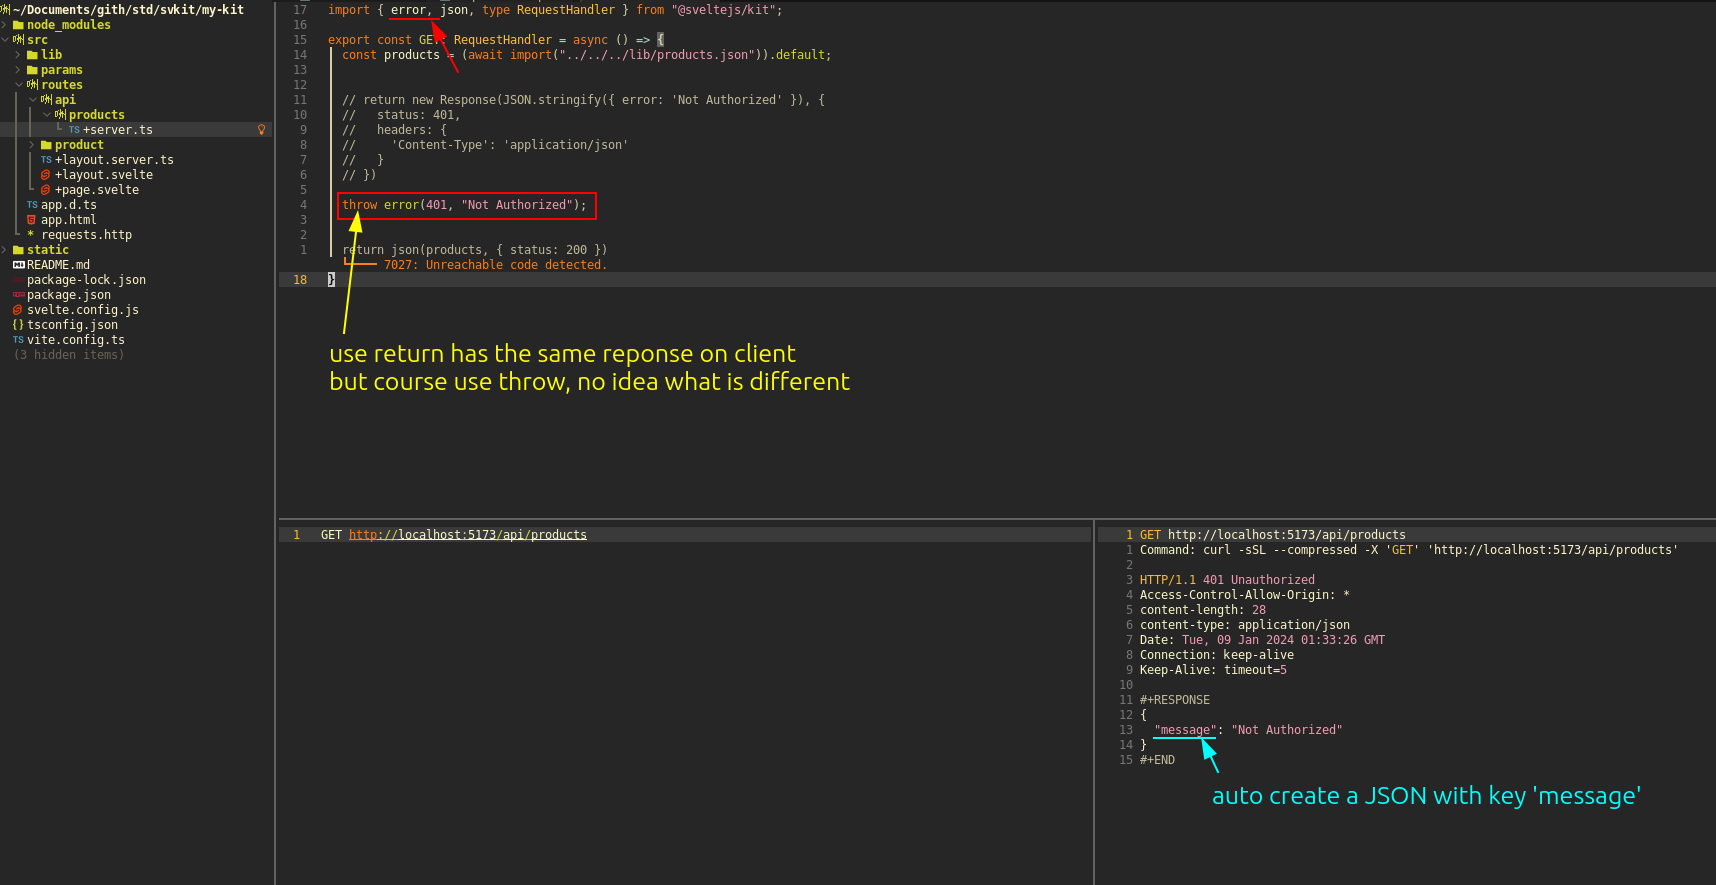 ~/Documents/gith/std/svkit/my-kit
node_modules
src
lib
params
routes
api
products
TS +server.ts
product
TS +layout.server.ts
+layout.svelte
+page.svelte
TS app.d.ts
app.html
* requests.http
static
README.md
package-lock.json
package.json
svelte.config.js
{} tsconfig.json
TS vite.config.ts
(3 hidden items)
17 import { error, json, type RequestHandler } from "@sveltejs/kit";
16
15 export const GET: RequestHandler = async () => {
14 const products = (await import("../../../lib/products.json")).default;
13
12
11 // return new Response(JSON.stringify({ error: 'Not Authorized' }), {
10 // status: 401,
9 // headers: {
8 // 'Content-Type': 'application/json'
7 // }
6 // })
5
4 throw error(401, "Not Authorized");
3
2
1 return json(products, { status: 200 })
7027: Unreachable code detected.
18 }
use return has the same reponse on client
but course use throw, no idea what is different
1 GET http://localhost:5173/api/products
1 GET http://localhost:5173/api/products
1 Command: curl -sSL --compressed -X 'GET' 'http://localhost:5173/api/products'
2
3 HTTP/1.1 401 Unauthorized
4 Access-Control-Allow-Origin: *
5 content-length: 28
6 content-type: application/json
7 Date: Tue, 09 Jan 2024 01:33:26 GMT
8 Connection: keep-alive
9 Keep-Alive: timeout=5
10
11 #+RESPONSE
12 {
13 "message": "Not Authorized"
14 }
15 #+END
auto create a JSON with key 'message'